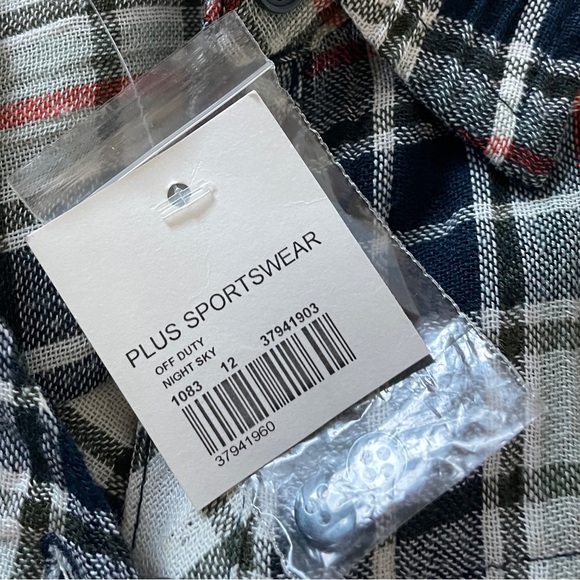 PLUS SPORTSWEAR
OFF DUTY
NIGHT SKY
1083 12 37941903
37941960